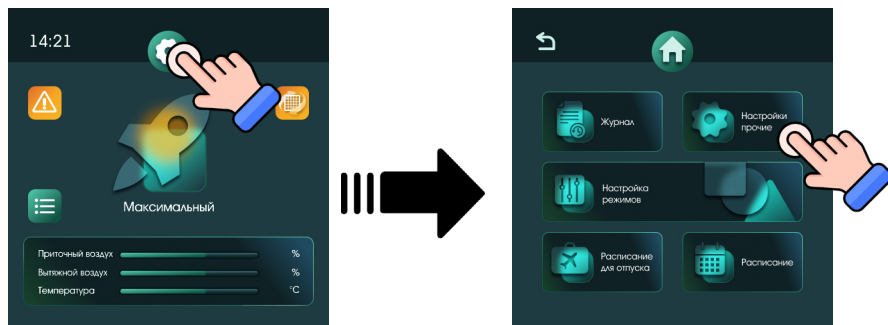 14:21
Максимальный
Приточный воздух %
Вытяжной воздух %
Температура °C
Журнал
Настройки
прочие
Настройка
режимов
Расписание
для отпуска
Расписание